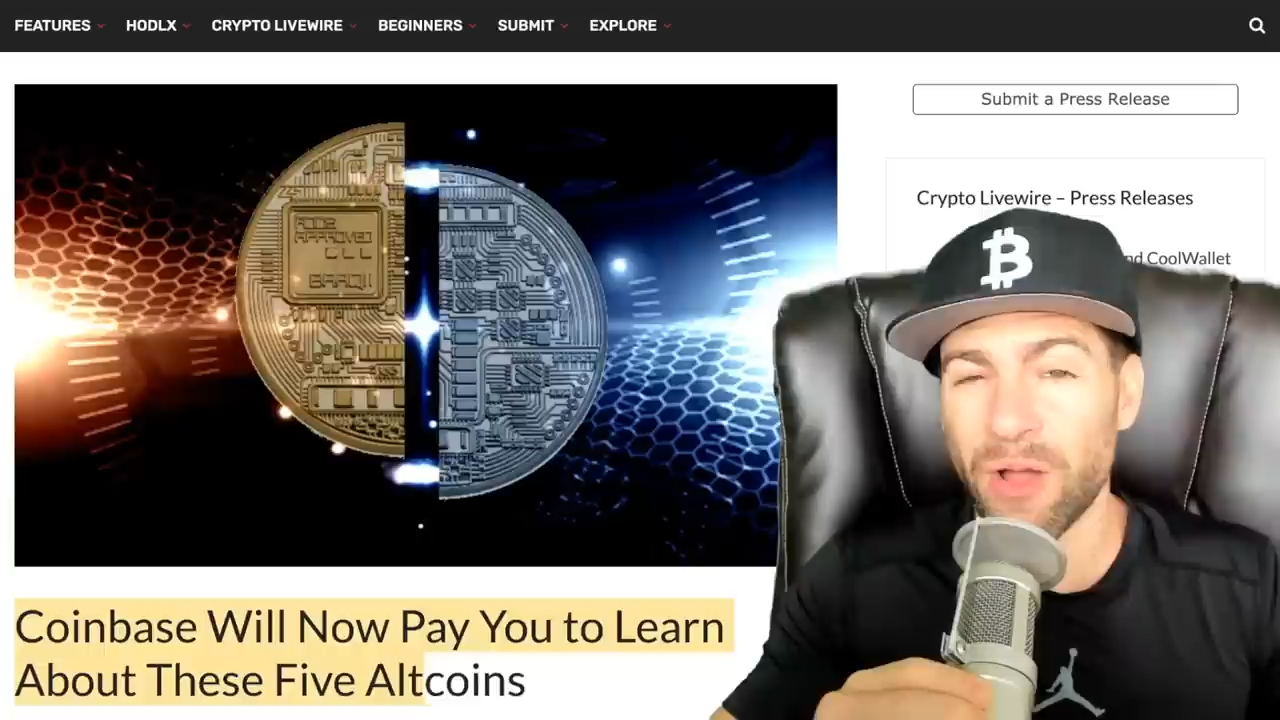 FEATURES HODLX CRYPTO LIVEWIRE BEGINNERS SUBMIT EXPLORE
Submit a Press Release
Crypto Livewire – Press Releases
CoolWallet
Coinbase Will Now Pay You to Learn
About These Five Altcoins